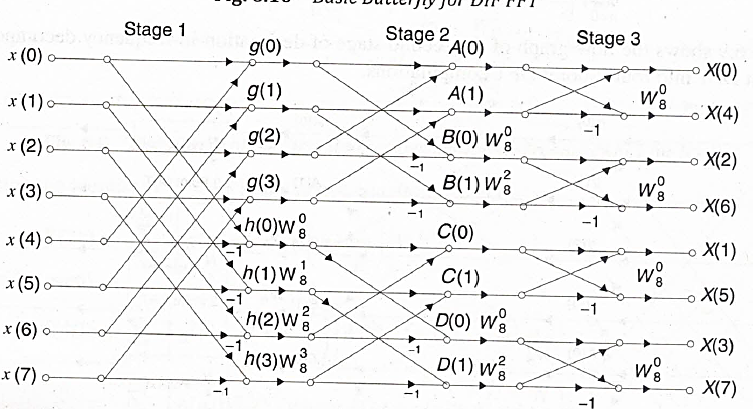 Fig. 8.16 Basic Butterfly for DIF FFT
Stage 1 Stage 2 Stage 3
x(0) g(0) A(0) X(0)
W₈⁰
x(1) g(1) A(1) -1 X(4)
x(2) g(2) -1 B(0) W₈⁰ X(2)
W₈⁰
x(3) g(3) -1 B(1) W₈² -1 X(6)
x(4) -1 h(0)W₈⁰ C(0) X(1)
W₈⁰
x(5) -1 h(1)W₈¹ C(1) -1 X(5)
x(6) -1 h(2)W₈² -1 D(0) W₈⁰ X(3)
W₈⁰
x(7) -1 h(3)W₈³ -1 D(1) W₈² -1 X(7)